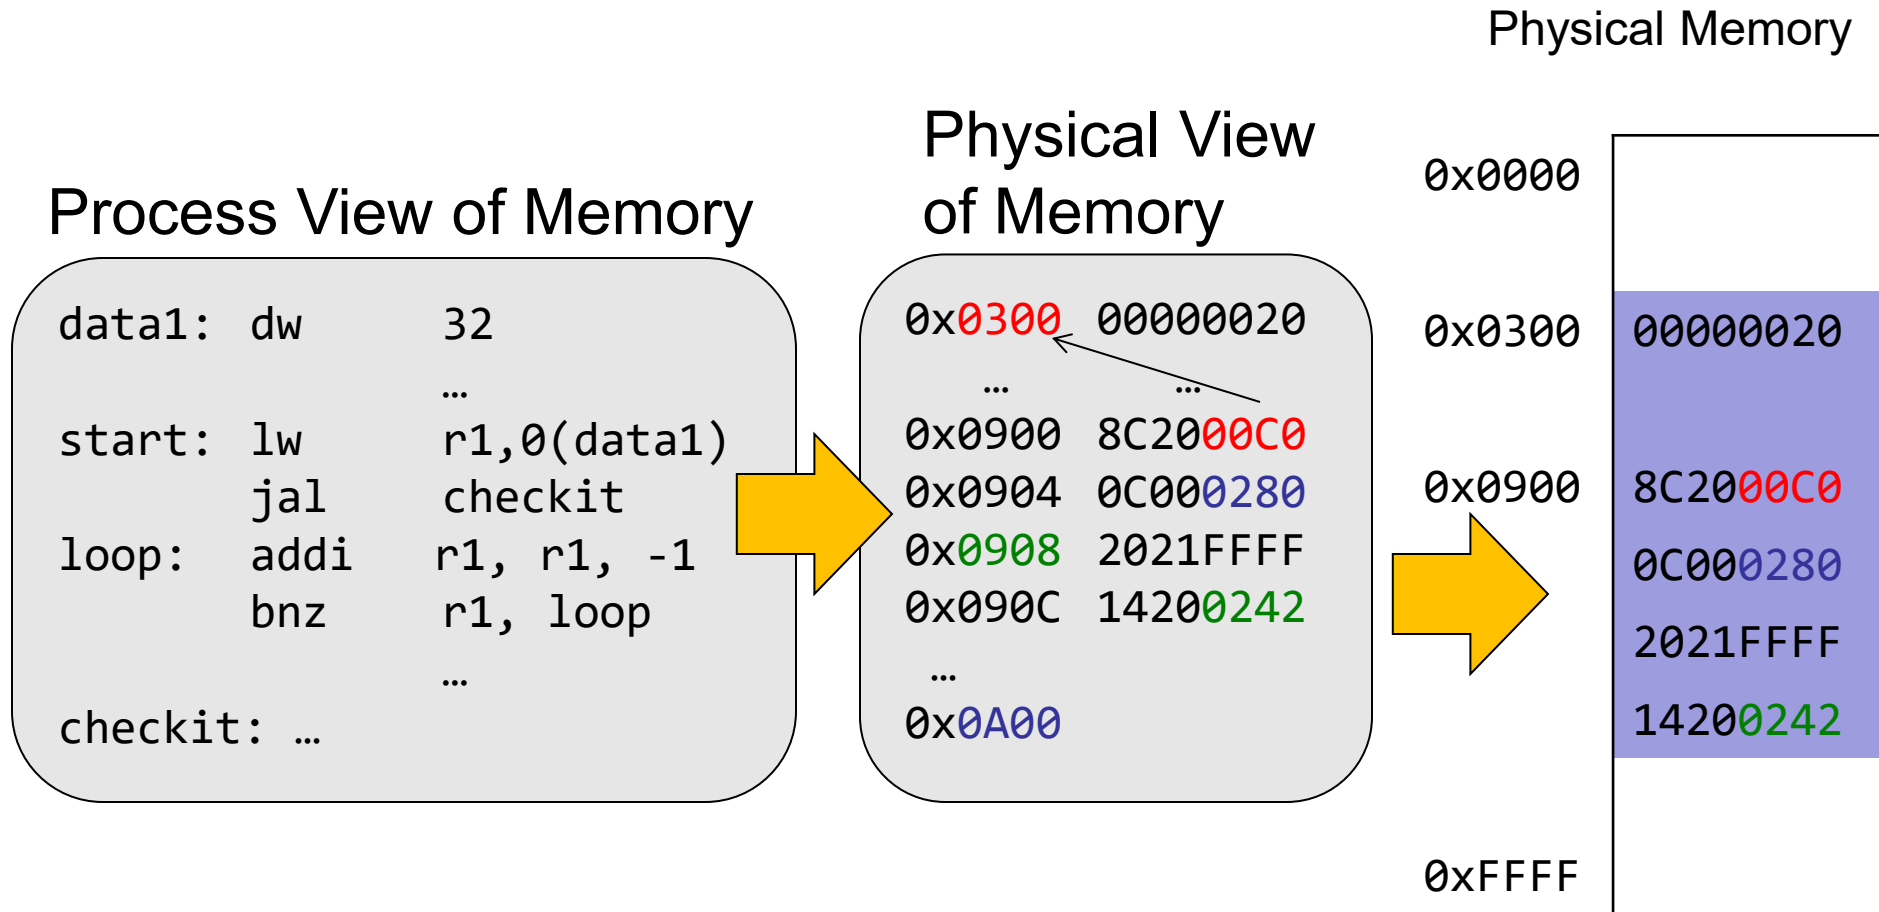 Physical Memory
Process View of Memory
data1: dw 32
…
start: lw r1,0(data1)
jal checkit
loop: addi r1, r1, -1
bnz r1, loop
…
checkit: …
Physical View
of Memory
0x0300 00000020
… …
0x0900 8C2000C0
0x0904 0C000280
0x0908 2021FFFF
0x090C 14200242
…
0x0A00
0x0000
0x0300 00000020
0x0900 8C2000C0
0C000280
2021FFFF
14200242
0xFFFF